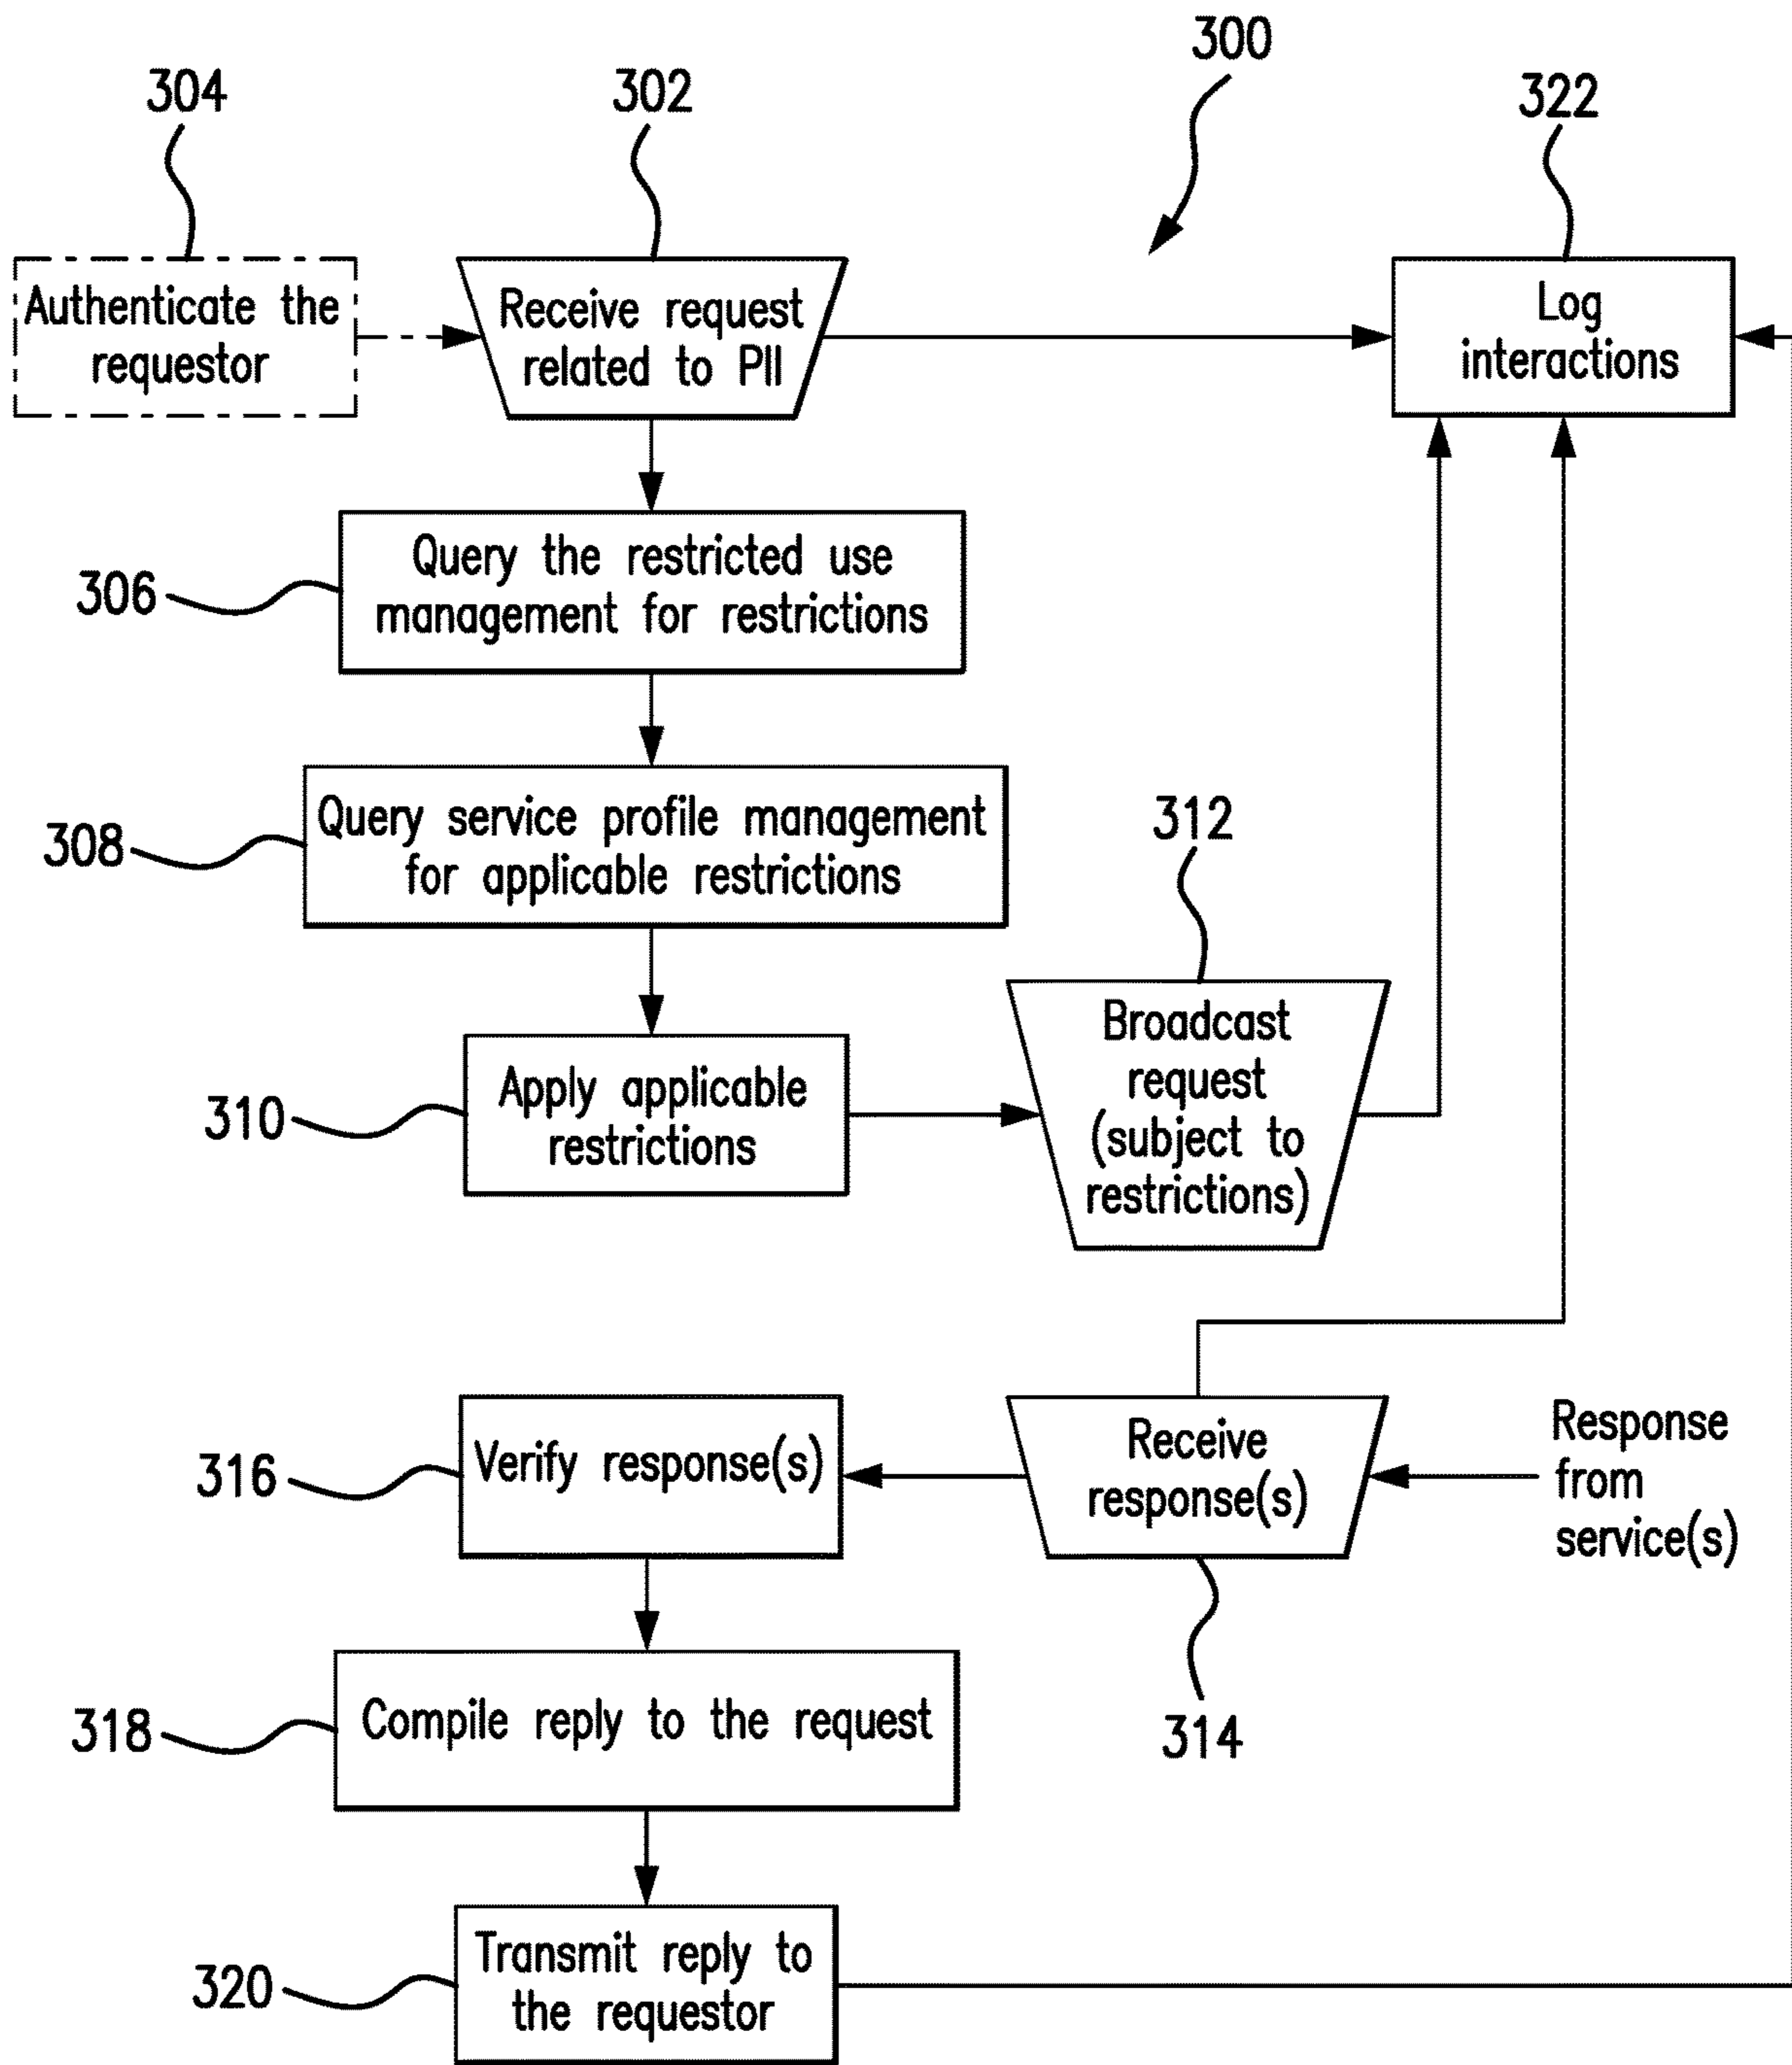 300
304
302
322
Authenticate the
requestor
Receive request
related to PII
Log
interactions
306
Query the restricted use
management for restrictions
308
Query service profile management
for applicable restrictions
312
310
Apply applicable
restrictions
Broadcast
request
(subject to
restrictions)
316
Verify response(s)
Receive
response(s)
Response
from
service(s)
314
318
Compile reply to the request
320
Transmit reply to
the requestor